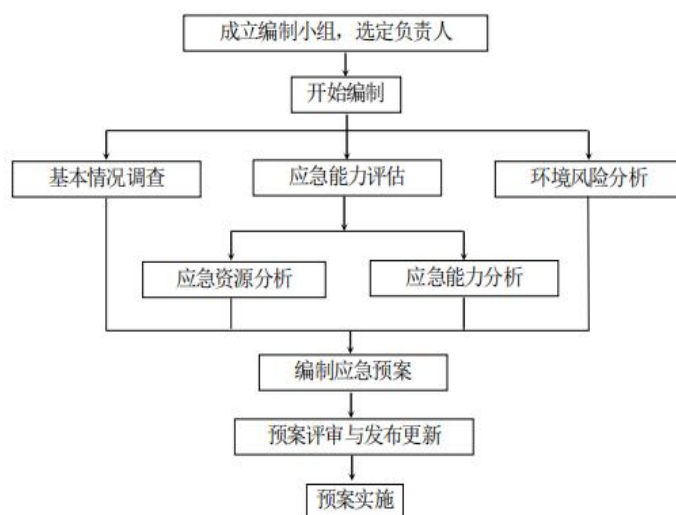 成立编制小组，选定负责人
开始编制
基本情况调查
应急能力评估
环境风险分析
应急资源分析
应急能力分析
编制应急预案
预案评审与发布更新
预案实施